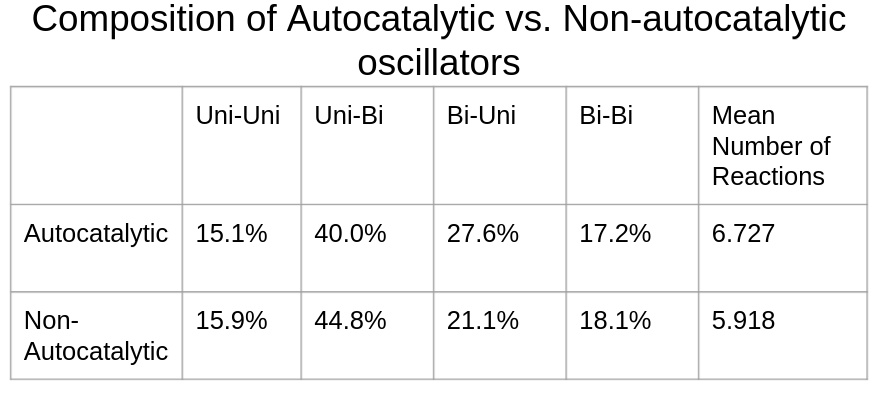 Composition of Autocatalytic vs. Non-autocatalytic
oscillators
Uni-Uni Uni-Bi Bi-Uni Bi-Bi Mean
Number of
Reactions
Autocatalytic 15.1% 40.0% 27.6% 17.2% 6.727
Non- 15.9% 44.8% 21.1% 18.1% 5.918
Autocatalytic